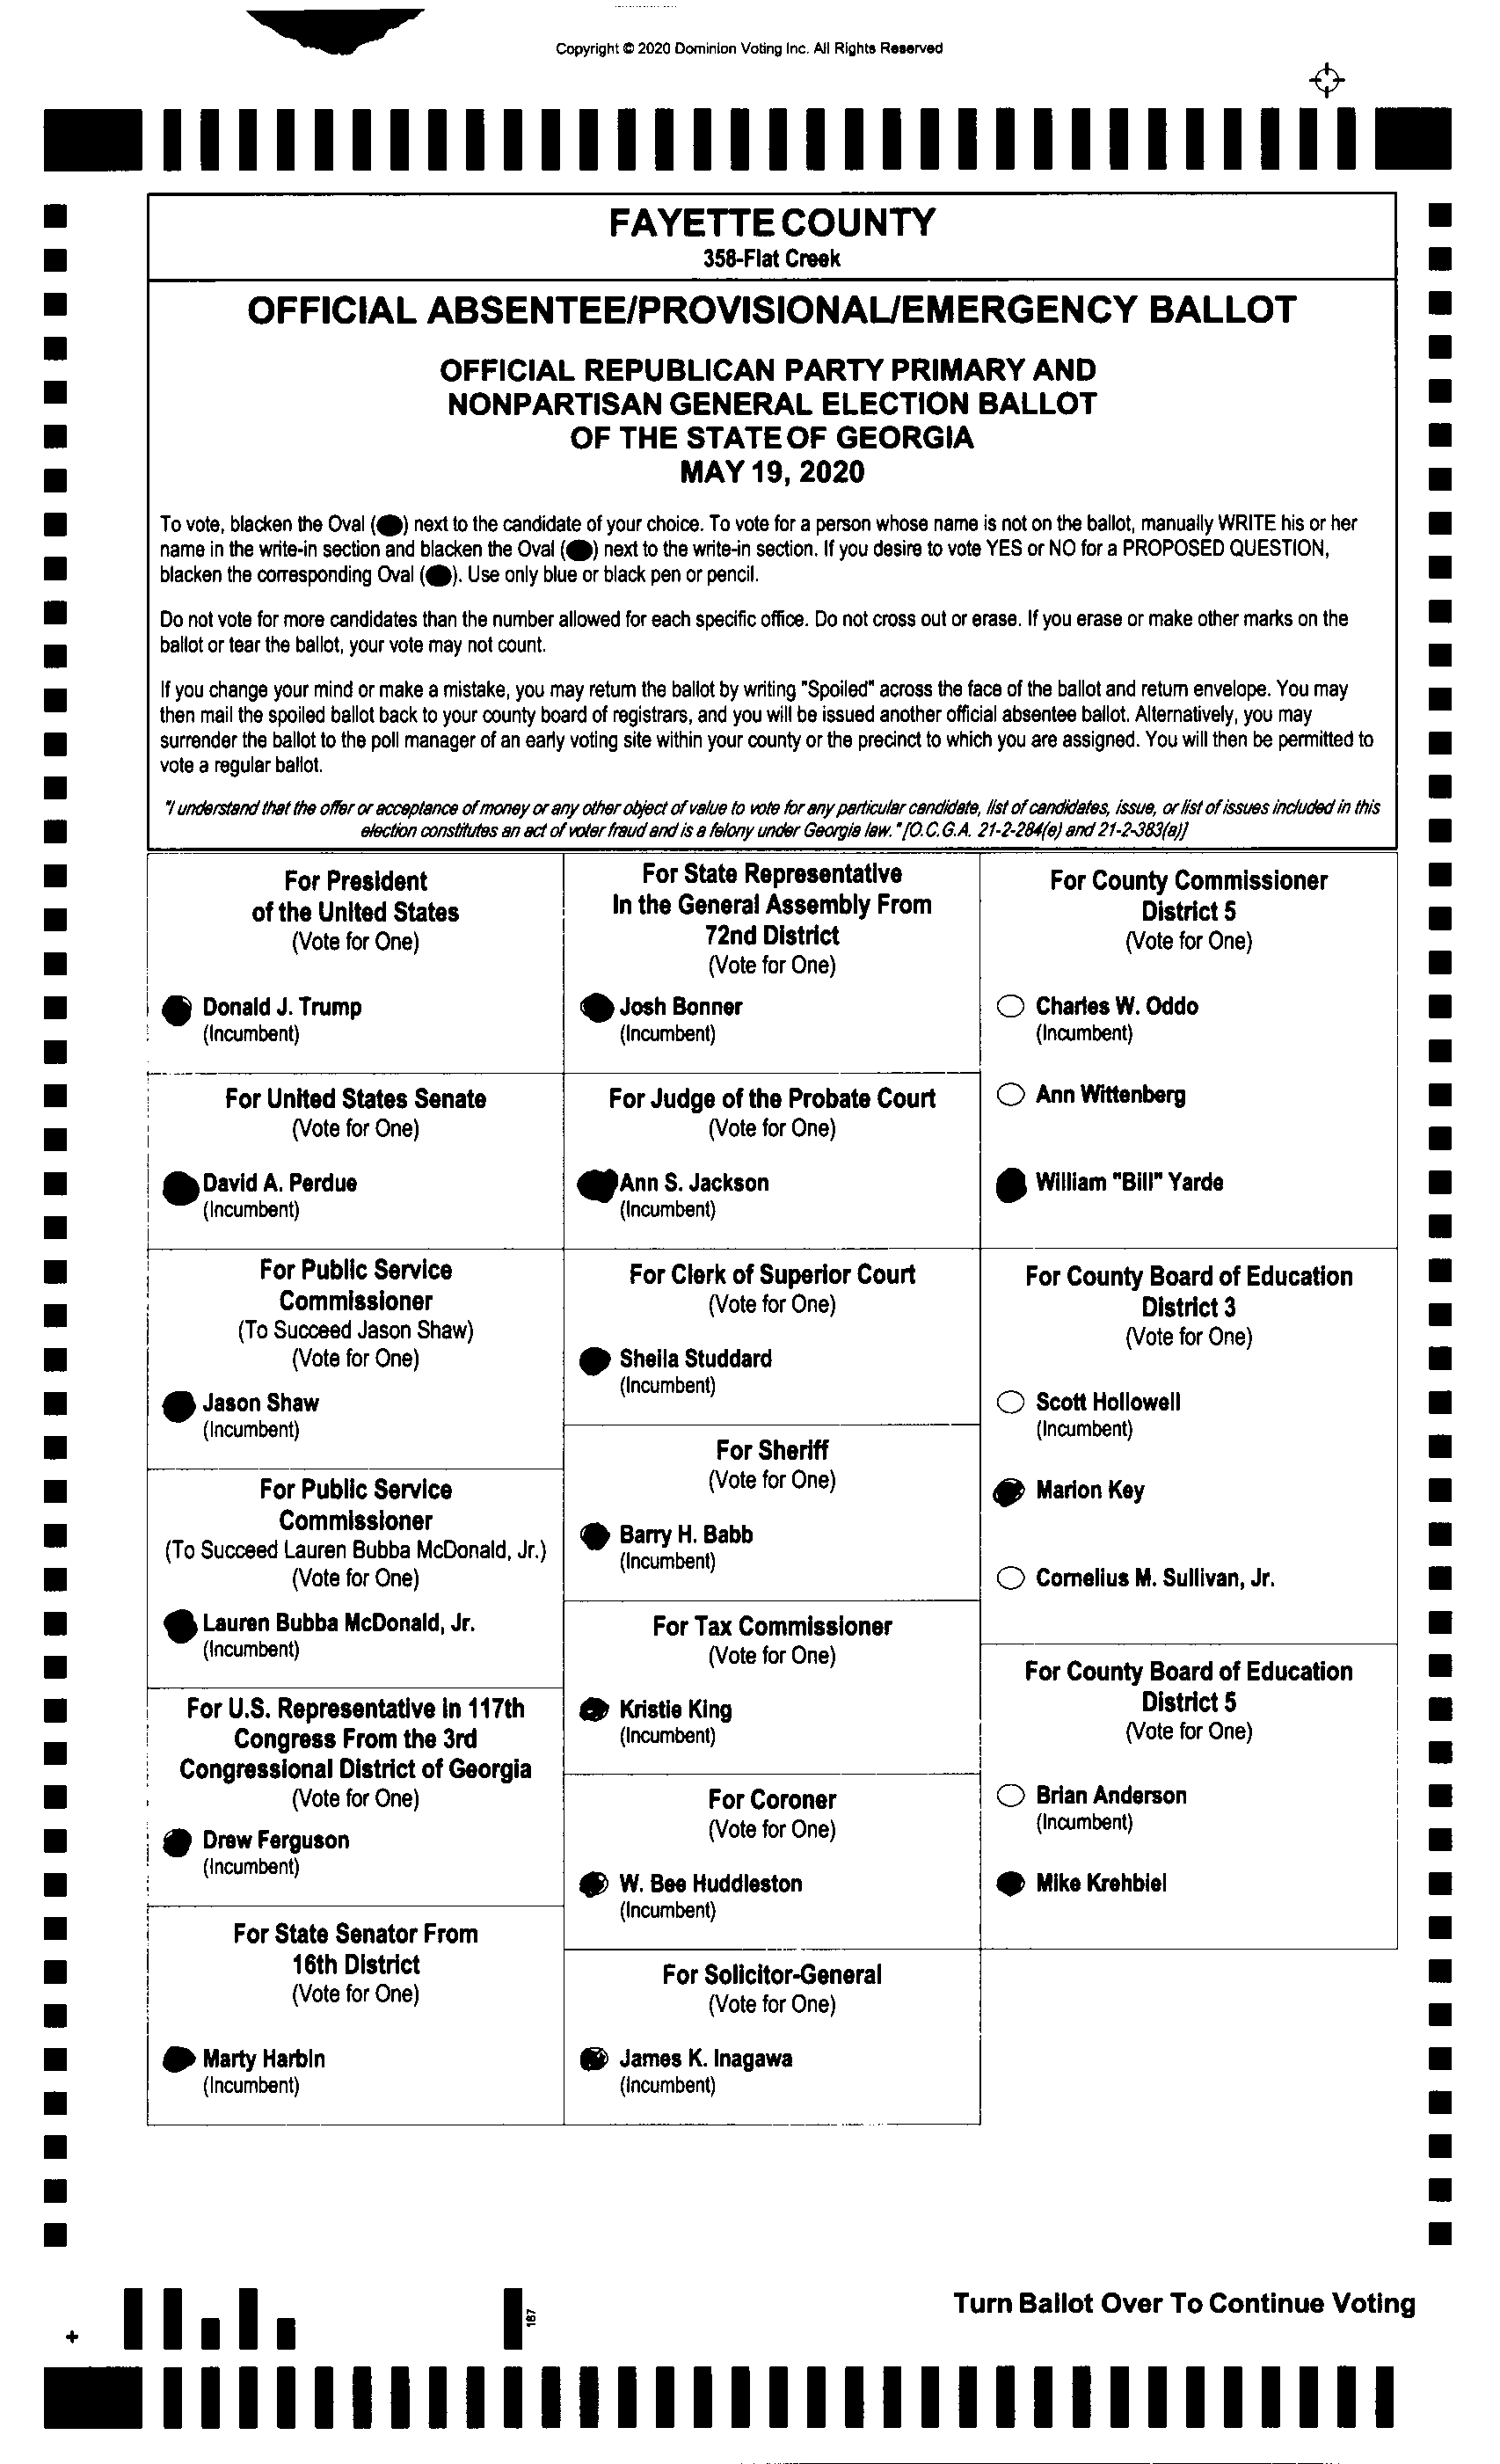 Copyright © 2020 Dominion Voting Inc. All Rights Reserved
FAYETTE COUNTY
358-Flat Creek
OFFICIAL ABSENTEE/PROVISIONAL/EMERGENCY BALLOT
OFFICIAL REPUBLICAN PARTY PRIMARY AND
NONPARTISAN GENERAL ELECTION BALLOT
OF THE STATE OF GEORGIA
MAY 19, 2020
To vote, blacken the Oval ( ) next to the candidate of your choice. To vote for a person whose name is not on the ballot, manually WRITE his or her
name in the write-in section and blacken the Oval ( ) next to the write-in section. If you desire to vote YES or NO for a PROPOSED QUESTION,
blacken the corresponding Oval ( ). Use only blue or black pen or pencil.
Do not vote for more candidates than the number allowed for each specific office. Do not cross out or erase. If you erase or make other marks on the
ballot or tear the ballot, your vote may not count.
If you change your mind or make a mistake, you may return the ballot by writing "Spoiled" across the face of the ballot and return envelope. You may
then mail the spoiled ballot back to your county board of registrars, and you will be issued another official absentee ballot. Alternatively, you may
surrender the ballot to the poll manager of an early voting site within your county or the precinct to which you are assigned. You will then be permitted to
vote a regular ballot.
"I understand that the offer or acceptance of money or any other object of value to vote for any particular candidate, list of candidates, issue, or list of issues included in this
election constitutes an act of voter fraud and is a felony under Georgia law." [O.C.G.A. 21-2-284(e) and 21-2-383(a)]
For President
of the United States
(Vote for One)
Donald J. Trump
(Incumbent)
For United States Senate
(Vote for One)
David A. Perdue
(Incumbent)
For Public Service
Commissioner
(To Succeed Jason Shaw)
(Vote for One)
Jason Shaw
(Incumbent)
For Public Service
Commissioner
(To Succeed Lauren Bubba McDonald, Jr.)
(Vote for One)
Lauren Bubba McDonald, Jr.
(Incumbent)
For U.S. Representative in 117th
Congress From the 3rd
Congressional District of Georgia
(Vote for One)
Drew Ferguson
(Incumbent)
For State Senator From
16th District
(Vote for One)
Marty Harbin
(Incumbent)
For State Representative
In the General Assembly From
72nd District
(Vote for One)
Josh Bonner
(Incumbent)
For Judge of the Probate Court
(Vote for One)
Ann S. Jackson
(Incumbent)
For Clerk of Superior Court
(Vote for One)
Sheila Studdard
(Incumbent)
For Sheriff
(Vote for One)
Barry H. Babb
(Incumbent)
For Tax Commissioner
(Vote for One)
Kristie King
(Incumbent)
For Coroner
(Vote for One)
W. Bee Huddleston
(Incumbent)
For Solicitor-General
(Vote for One)
James K. Inagawa
(Incumbent)
For County Commissioner
District 5
(Vote for One)
Charles W. Oddo
(Incumbent)
Ann Wittenberg
William "Bill" Yarde
For County Board of Education
District 3
(Vote for One)
Scott Hollowell
(Incumbent)
Marion Key
Cornelius M. Sullivan, Jr.
For County Board of Education
District 5
(Vote for One)
Brian Anderson
(Incumbent)
Mike Krehbiel
Turn Ballot Over To Continue Voting
187